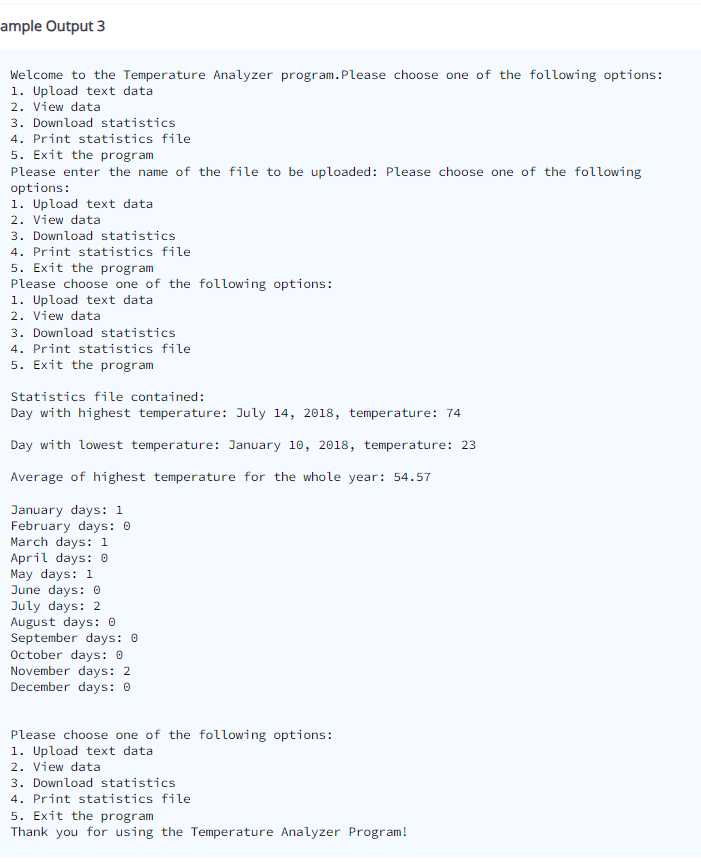 ample Output 3
Welcome to the Temperature Analyzer program.Please choose one of the following options:
1. Upload text data
2. View data
3. Download statistics
4. Print statistics file
5. Exit the program
Please enter the name of the file to be uploaded: Please choose one of the following
options:
1. Upload text data
2. View data
3. Download statistics
4. Print statistics file
5. Exit the program
Please choose one of the following options:
1. Upload text data
2. View data
3. Download statistics
4. Print statistics file
5. Exit the program
Statistics file contained:
Day with highest temperature: July 14, 2018, temperature: 74
Day with lowest temperature: January 10, 2018, temperature: 23
Average of highest temperature for the whole year: 54.57
January days: 1
February days: 0
March days: 1
April days: 0
May days: 1
June days: 0
July days: 2
August days: 0
September days: 0
October days: 0
November days: 2
December days: 0
Please choose one of the following options:
1. Upload text data
2. View data
3. Download statistics
4. Print statistics file
5. Exit the program
Thank you for using the Temperature Analyzer Program!